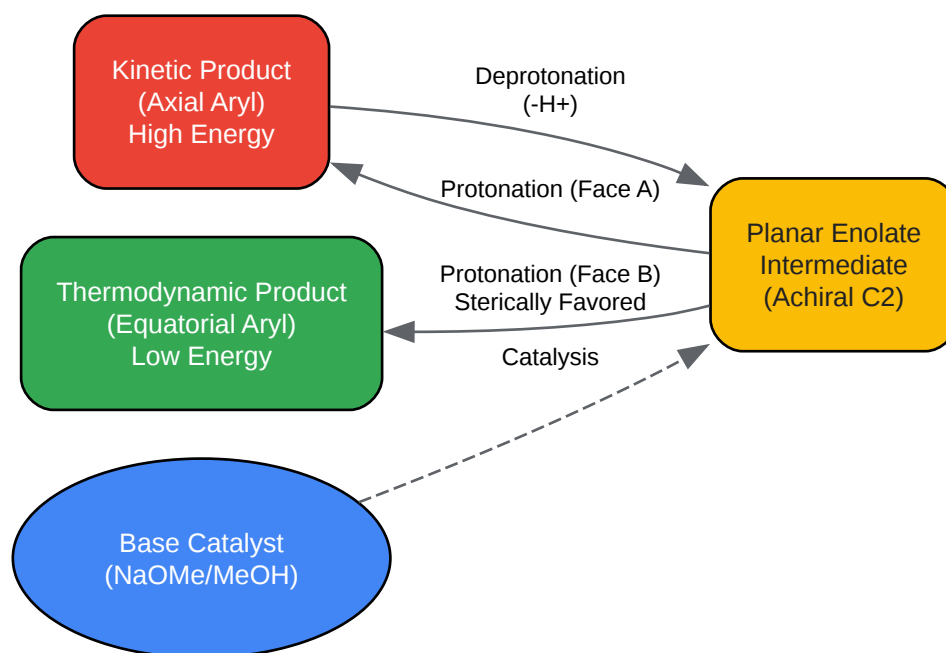 Kinetic Product
(Axial Aryl)
High Energy
Deprotonation
(-H+)
Protonation (Face A)
Planar Enolate
Intermediate
(Achiral C2)
Thermodynamic Product
(Equatorial Aryl)
Low Energy
Protonation (Face B)
Sterically Favored
Catalysis
Base Catalyst
(NaOMe/MeOH)